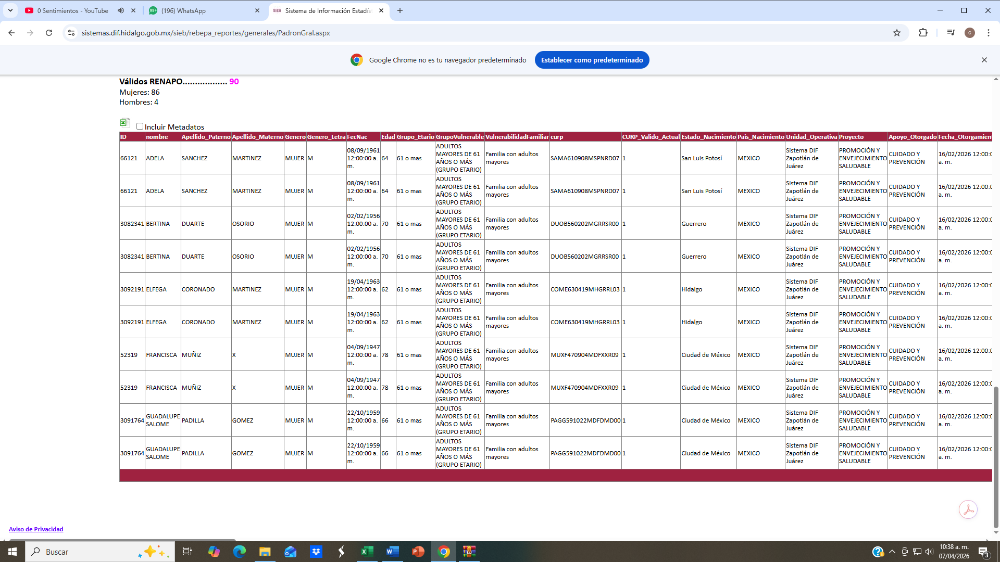 0 Sentimientos - YouTube
99+ (196) WhatsApp
SIEB Sistema de Información Estadís
sistemas.dif.hidalgo.gob.mx/sieb/rebepa_reportes/generales/PadronGral.aspx
c
Google Chrome no es tu navegador predeterminado Establecer como predeterminado
Válidos RENAPO.................. 90
Mujeres: 86
Hombres: 4
Incluir Metadatos
ID nombre Apellido_Paterno Apellido_Materno Genero Genero_Letra FecNac Edad Grupo_Etario GrupoVulnerable VulnerabilidadFamiliar curp CURP_Valido_Actual Estado_Nacimiento Pais_Nacimiento Unidad_Operativa Proyecto Apoyo_Otorgado Fecha_Otorgamient
66121 ADELA SANCHEZ MARTINEZ MUJER M 08/09/1961 12:00:00 a. m. 64 61 o mas ADULTOS MAYORES DE 61 AÑOS O MÁS (GRUPO ETARIO) Familia con adultos mayores SAMA610908MSPNRD07 1 San Luis Potosí MEXICO Sistema DIF Zapotlán de Juárez PROMOCIÓN Y ENVEJECIMIENTO SALUDABLE CUIDADO Y PREVENCIÓN 16/02/2026 12:00:0 a. m.
66121 ADELA SANCHEZ MARTINEZ MUJER M 08/09/1961 12:00:00 a. m. 64 61 o mas ADULTOS MAYORES DE 61 AÑOS O MÁS (GRUPO ETARIO) Familia con adultos mayores SAMA610908MSPNRD07 1 San Luis Potosí MEXICO Sistema DIF Zapotlán de Juárez PROMOCIÓN Y ENVEJECIMIENTO SALUDABLE CUIDADO Y PREVENCIÓN 16/02/2026 12:00:0 a. m.
3082341 BERTINA DUARTE OSORIO MUJER M 02/02/1956 12:00:00 a. m. 70 61 o mas ADULTOS MAYORES DE 61 AÑOS O MÁS (GRUPO ETARIO) Familia con adultos mayores DUOB560202MGRRSR00 1 Guerrero MEXICO Sistema DIF Zapotlán de Juárez PROMOCIÓN Y ENVEJECIMIENTO SALUDABLE CUIDADO Y PREVENCIÓN 16/02/2026 12:00:0 a. m.
3082341 BERTINA DUARTE OSORIO MUJER M 02/02/1956 12:00:00 a. m. 70 61 o mas ADULTOS MAYORES DE 61 AÑOS O MÁS (GRUPO ETARIO) Familia con adultos mayores DUOB560202MGRRSR00 1 Guerrero MEXICO Sistema DIF Zapotlán de Juárez PROMOCIÓN Y ENVEJECIMIENTO SALUDABLE CUIDADO Y PREVENCIÓN 16/02/2026 12:00:0 a. m.
3092191 ELFEGA CORONADO MARTINEZ MUJER M 19/04/1963 12:00:00 a. m. 62 61 o mas ADULTOS MAYORES DE 61 AÑOS O MÁS (GRUPO ETARIO) Familia con adultos mayores COME630419MHGRRL03 1 Hidalgo MEXICO Sistema DIF Zapotlán de Juárez PROMOCIÓN Y ENVEJECIMIENTO SALUDABLE CUIDADO Y PREVENCIÓN 16/02/2026 12:00:0 a. m.
3092191 ELFEGA CORONADO MARTINEZ MUJER M 19/04/1963 12:00:00 a. m. 62 61 o mas ADULTOS MAYORES DE 61 AÑOS O MÁS (GRUPO ETARIO) Familia con adultos mayores COME630419MHGRRL03 1 Hidalgo MEXICO Sistema DIF Zapotlán de Juárez PROMOCIÓN Y ENVEJECIMIENTO SALUDABLE CUIDADO Y PREVENCIÓN 16/02/2026 12:00:0 a. m.
52319 FRANCISCA MUÑIZ X MUJER M 04/09/1947 12:00:00 a. m. 78 61 o mas ADULTOS MAYORES DE 61 AÑOS O MÁS (GRUPO ETARIO) Familia con adultos mayores MUXF470904MDFXXR09 1 Ciudad de México MEXICO Sistema DIF Zapotlán de Juárez PROMOCIÓN Y ENVEJECIMIENTO SALUDABLE CUIDADO Y PREVENCIÓN 16/02/2026 12:00:0 a. m.
52319 FRANCISCA MUÑIZ X MUJER M 04/09/1947 12:00:00 a. m. 78 61 o mas ADULTOS MAYORES DE 61 AÑOS O MÁS (GRUPO ETARIO) Familia con adultos mayores MUXF470904MDFXXR09 1 Ciudad de México MEXICO Sistema DIF Zapotlán de Juárez PROMOCIÓN Y ENVEJECIMIENTO SALUDABLE CUIDADO Y PREVENCIÓN 16/02/2026 12:00:0 a. m.
3091764 GUADALUPE SALOME PADILLA GOMEZ MUJER M 22/10/1959 12:00:00 a. m. 66 61 o mas ADULTOS MAYORES DE 61 AÑOS O MÁS (GRUPO ETARIO) Familia con adultos mayores PAGG591022MDFDMD00 1 Ciudad de México MEXICO Sistema DIF Zapotlán de Juárez PROMOCIÓN Y ENVEJECIMIENTO SALUDABLE CUIDADO Y PREVENCIÓN 16/02/2026 12:00:0 a. m.
3091764 GUADALUPE SALOME PADILLA GOMEZ MUJER M 22/10/1959 12:00:00 a. m. 66 61 o mas ADULTOS MAYORES DE 61 AÑOS O MÁS (GRUPO ETARIO) Familia con adultos mayores PAGG591022MDFDMD00 1 Ciudad de México MEXICO Sistema DIF Zapotlán de Juárez PROMOCIÓN Y ENVEJECIMIENTO SALUDABLE CUIDADO Y PREVENCIÓN 16/02/2026 12:00:0 a. m.
Aviso de Privacidad
Buscar
10:38 a. m.
07/04/2026
3